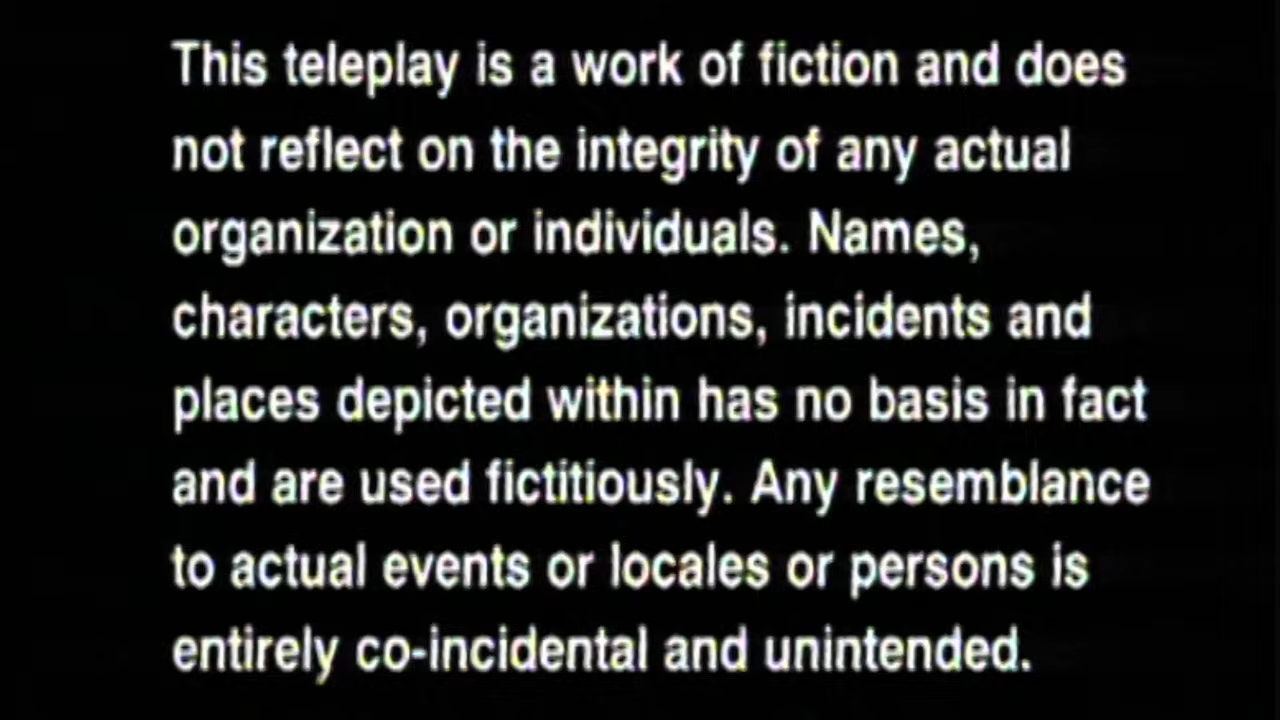 This teleplay is a work of fiction and does
not reflect on the integrity of any actual
organization or individuals. Names,
characters, organizations, incidents and
places depicted within has no basis in fact
and are used fictitiously. Any resemblance
to actual events or locales or persons is
entirely co-incidental and unintended.